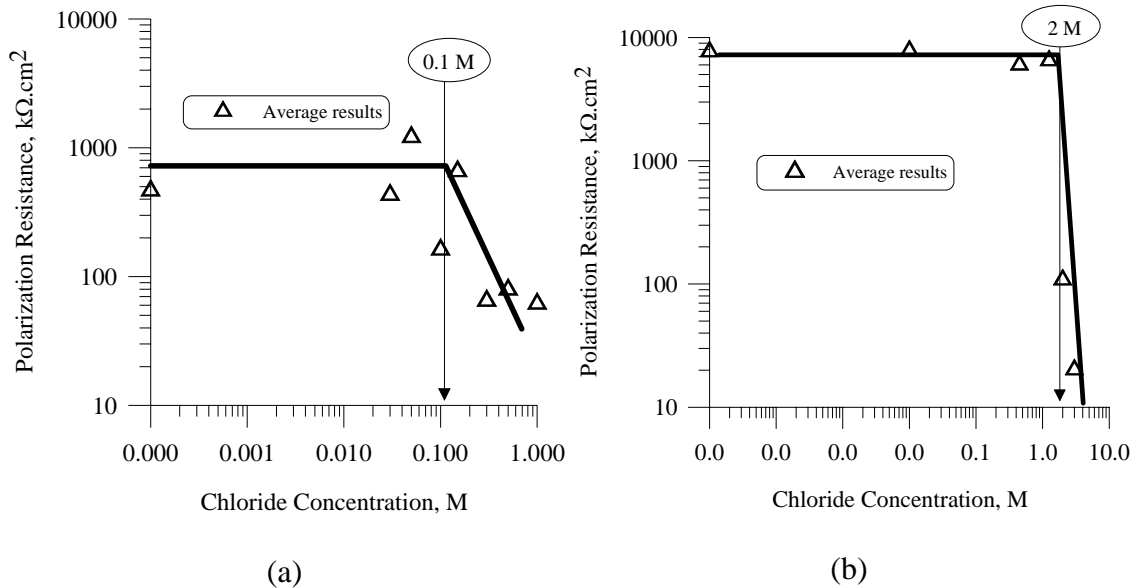 10000
1000
100
10
Polarization Resistance, kΩ.cm2
0.1 M
Average results
0.000
0.001
0.010
0.100
1.000
Chloride Concentration, M
(a)
10000
1000
100
10
Polarization Resistance, kΩ.cm2
2 M
Average results
0.0
0.0
0.0
0.0
0.0
1.0
10.0
Chloride Concentration, M
(b)